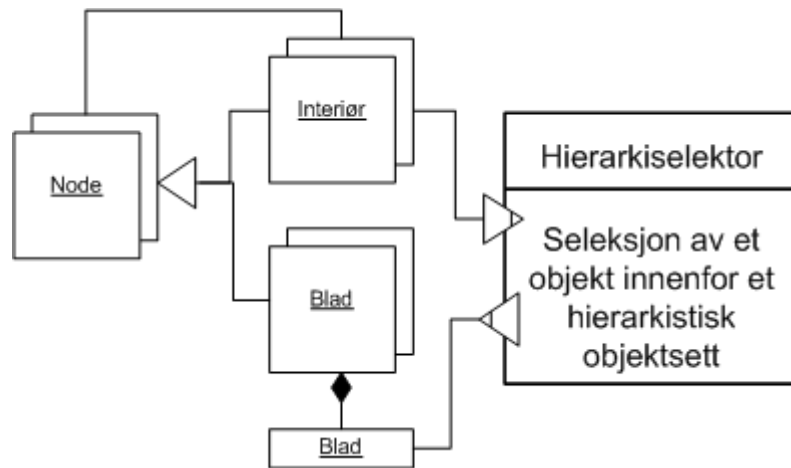 Interiør
Node
Blad
Blad
Hierarkiselektor
Seleksjon av et
objekt innenfor et
hierarkistisk
objektsett